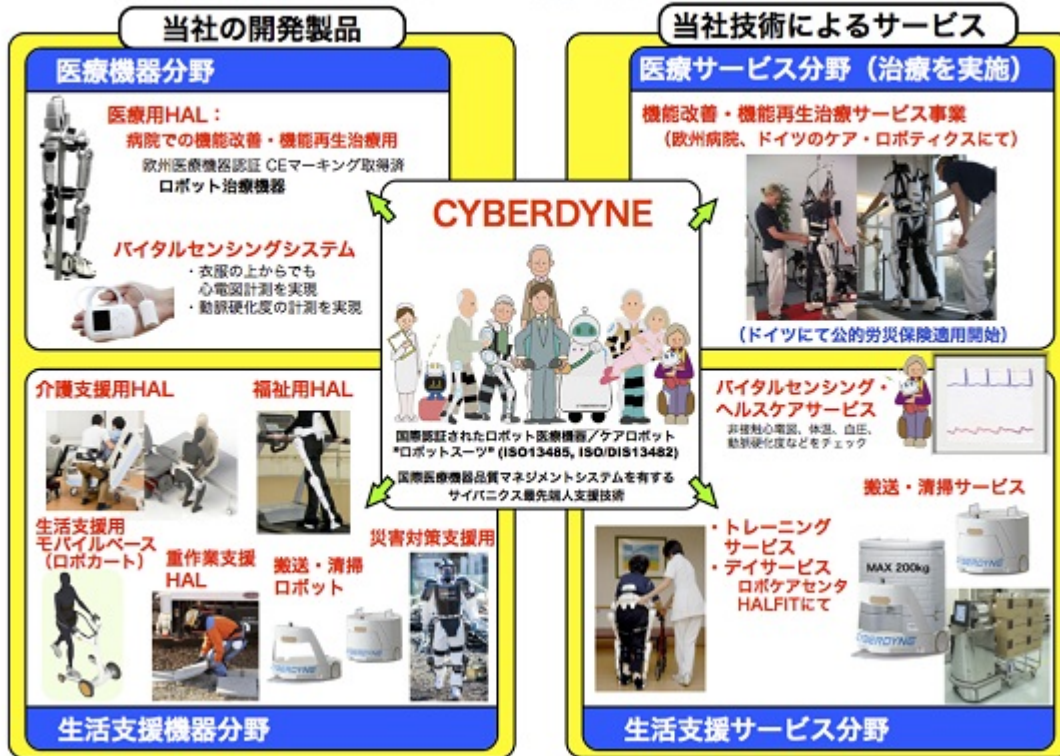 当社の開発製品
医療機器分野
医療用HAL：
病院での機能改善・機能再生治療用
欧州医療機器認証 CEマーキング取得済
ロボット治療機器
バイタルセンシングシステム
・衣服の上からでも
心電図計測を実現
・動脈硬化度の計測を実現
介護支援用HAL
福祉用HAL
生活支援用
モバイルベース
（ロボカート）
重作業支援
HAL
搬送・清掃
ロボット
災害対策支援用
CYBERDYNE
生活支援機器分野
CYBERDYNE
国際認証されたロボット医療機器／ケアロボット
"ロボットスーツ" (ISO13485, ISO/DIS13482)
国際医療機器品質マネジメントシステムを有する
サイバニクス最先端人支援技術
当社技術によるサービス
医療サービス分野（治療を実施）
機能改善・機能再生治療サービス事業
（欧州病院、ドイツのケア・ロボティクスにて）
（ドイツにて公的労災保険適用開始）
バイタルセンシング・
ヘルスケアサービス
非接触心電図、体温、血圧、
動脈硬化度などをチェック
搬送・清掃サービス
・トレーニング
サービス
・デイサービス
ロボケアセンタ
HALFITにて
MAX 200kg
CYBERDYNE
生活支援サービス分野